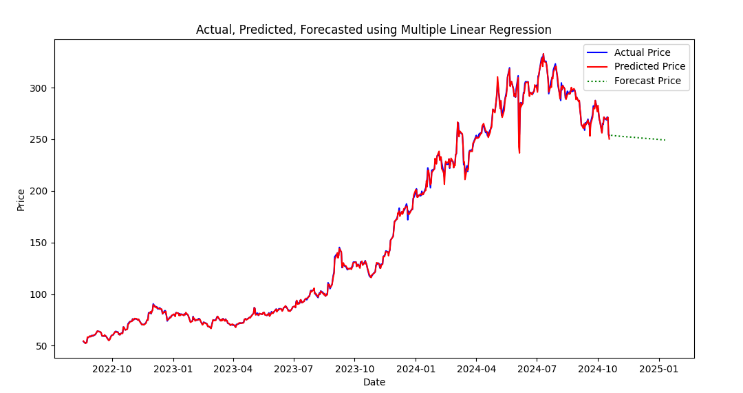 Actual, Predicted, Forecasted using Multiple Linear Regression
Actual Price
Predicted Price
Forecast Price
Price
300
250
200
150
100
50
2022-10
2023-01
2023-04
2023-07
2023-10
2024-01
2024-04
2024-07
2024-10
2025-01
Date